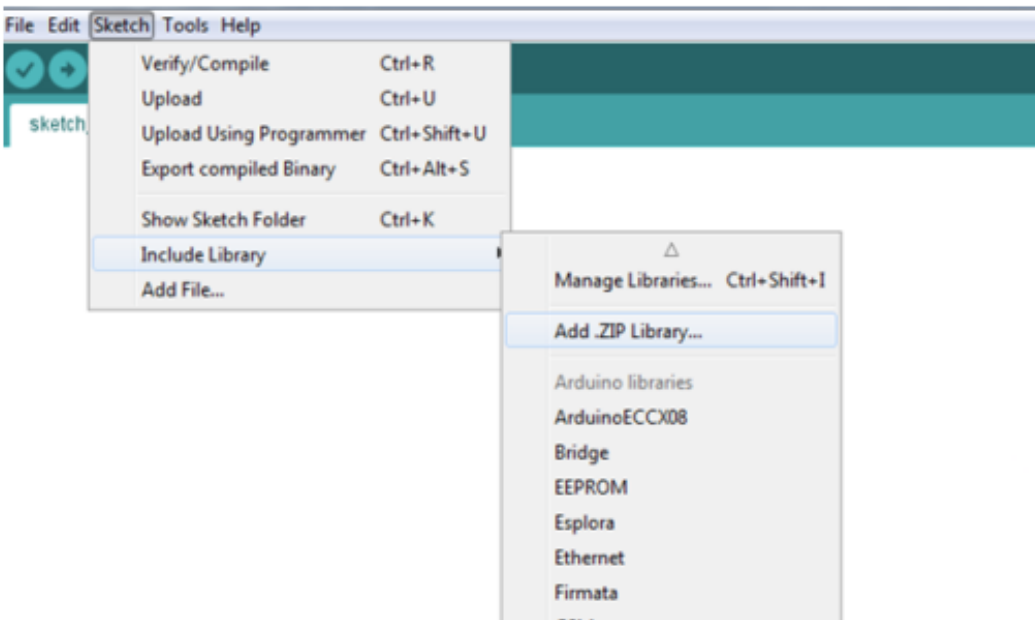 File Edit Sketch Tools Help
Verify/Compile Ctrl+R
Upload Ctrl+U
sketch_
Upload Using Programmer Ctrl+Shift+U
Export compiled Binary Ctrl+Alt+S
Show Sketch Folder Ctrl+K
Include Library
Manage Libraries... Ctrl+Shift+I
Add File...
Add .ZIP Library...
Arduino libraries
ArduinoECCX08
Bridge
EEPROM
Esplora
Ethernet
Firmata